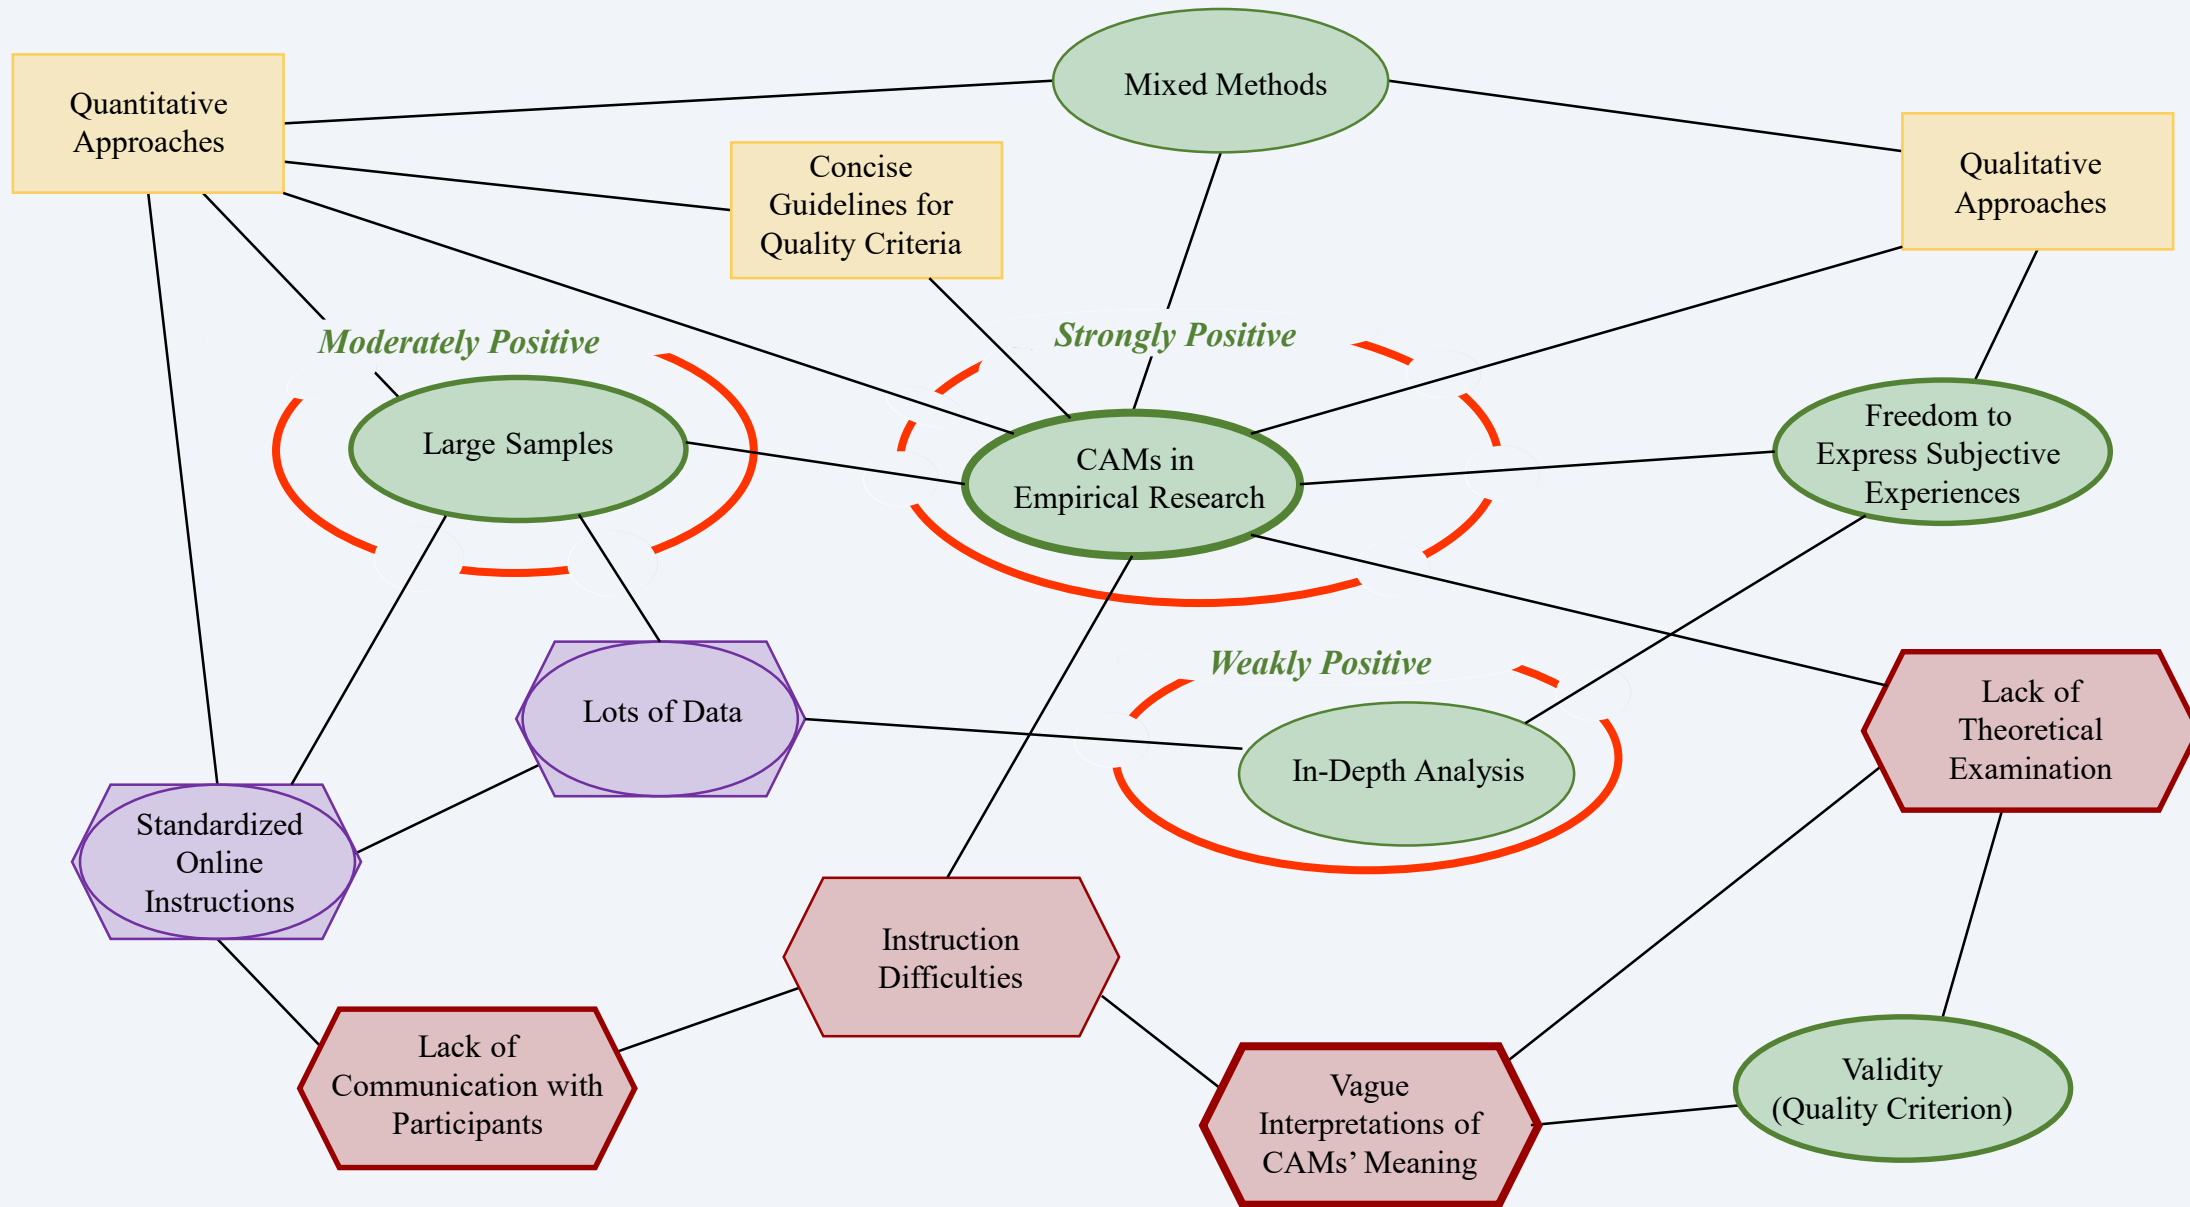 Mixed Methods
Quantitative
Approaches
Concise
Guidelines for
Quality Criteria
Qualitative
Approaches
Moderately Positive
Strongly Positive
Large Samples
CAMs in
Empirical Research
Freedom to
Express Subjective
Experiences
Weakly Positive
Lots of Data
In-Depth Analysis
Lack of
Theoretical
Examination
Standardized
Online
Instructions
Instruction
Difficulties
Lack of
Communication with
Participants
Vague
Interpretations of
CAMs’ Meaning
Validity
(Quality Criterion)